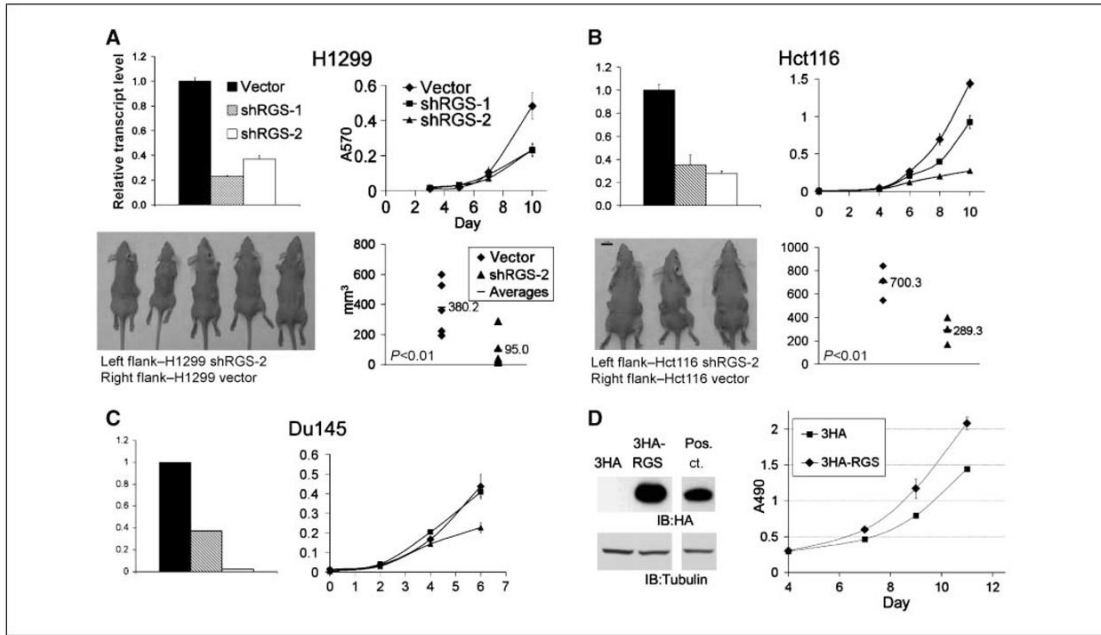 A
H1299
Relative transcript level
1.2
1.0
0.8
0.6
0.4
0.2
0.0
Vector
shRGS-1
shRGS-2
A570
0.6
0.4
0.2
0
Vector
shRGS-1
shRGS-2
0 2 4 6 8 10
Day
Left flank–H1299 shRGS-2
Right flank–H1299 vector
mm³
800
600
400
200
0
Vector
shRGS-2
Averages
380.2
95.0
P<0.01
B
Hct116
1.2
1.0
0.8
0.6
0.4
0.2
0.0
1.5
1
0.5
0
0 2 4 6 8 10
Left flank–Hct116 shRGS-2
Right flank–Hct116 vector
1000
800
600
400
200
0
700.3
289.3
P<0.01
C
Du145
1.2
1
0.8
0.6
0.4
0.2
0
0.5
0.4
0.3
0.2
0.1
0
0 1 2 3 4 5 6 7
D
3HA
3HA-
RGS
Pos.
ct.
IB:HA
IB:Tubulin
A490
2
1.5
1
0.5
0
3HA
3HA-RGS
4 6 8 10 12
Day